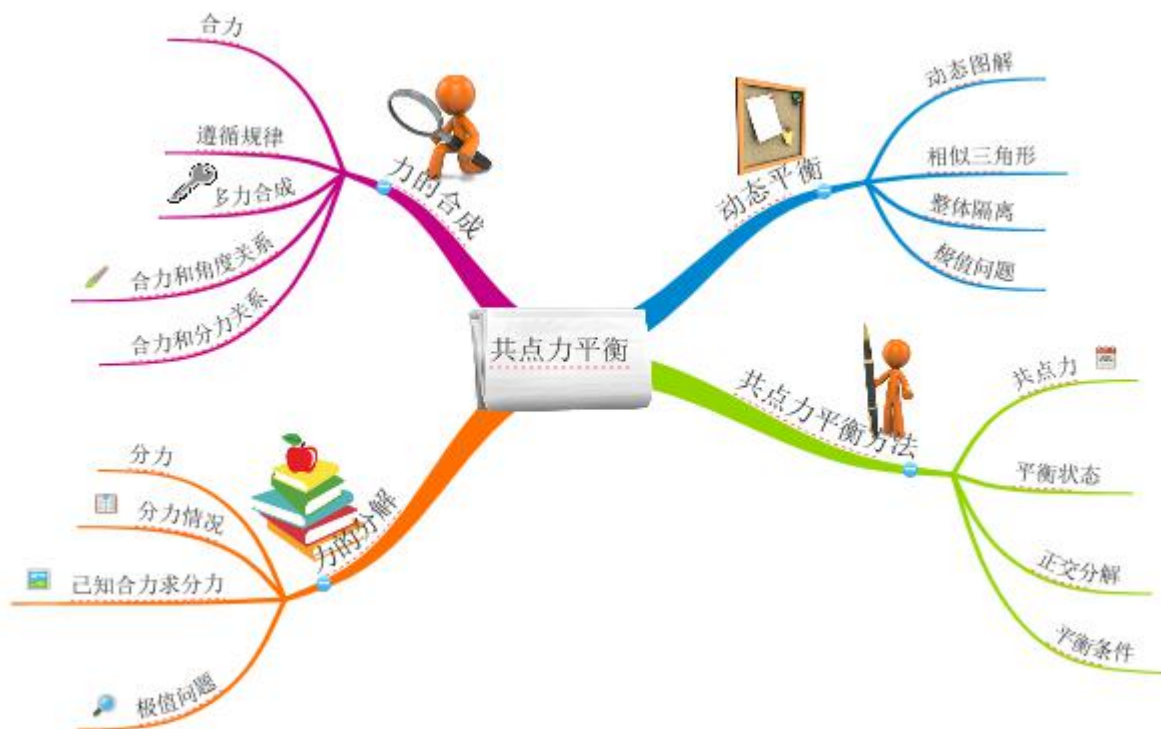 共点力平衡
力的合成
合力
遵循规律
多力合成
合力和角度关系
合力和分力关系
动态平衡
动态图解
相似三角形
整体隔离
极值问题
共点力平衡方法
共点力
平衡状态
正交分解
平衡条件
力的分解
分力
分力情况
已知合力求分力
极值问题